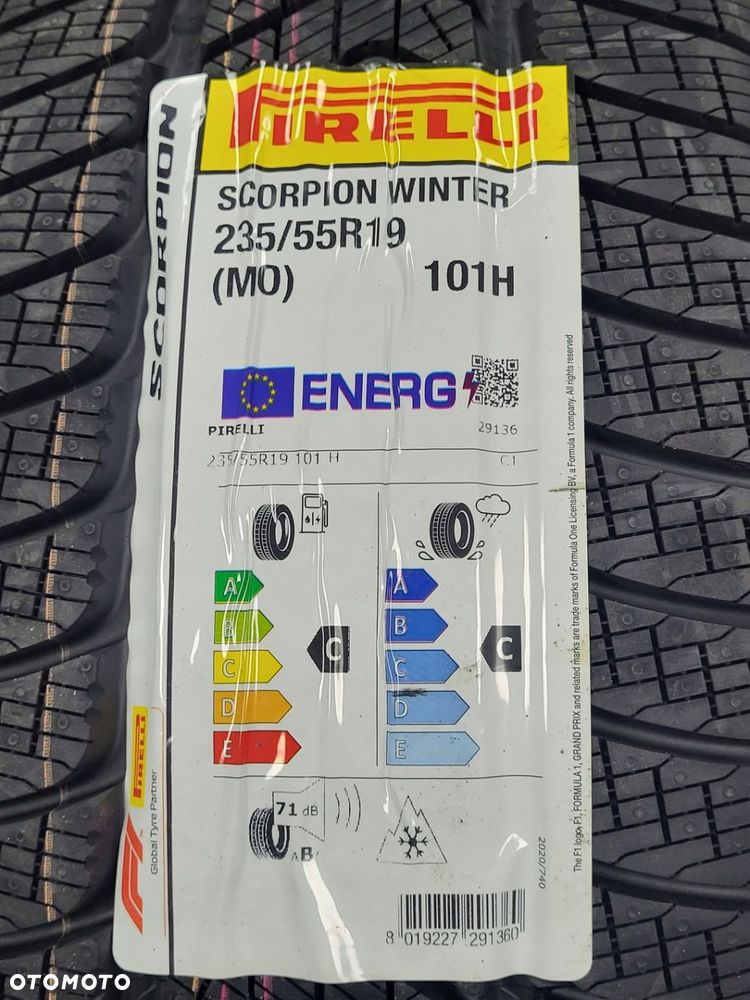 PIRELLI
SCORPION
SCORPION WINTER
235/55R19
(MO) 101H
ENERG
PIRELLI 29136
235/55R19 101 H C1
A A
B B
C C C C
D D
E E
71 dB
A B
2020/740
8 019227 291360
PIRELLI
F1
Global Tyre Partner
The F1 logo, F1, FORMULA 1, GRAND PRIX and related marks are trade marks of Formula One Licensing BV, a Formula 1 company. All rights reserved
OTOMOTO